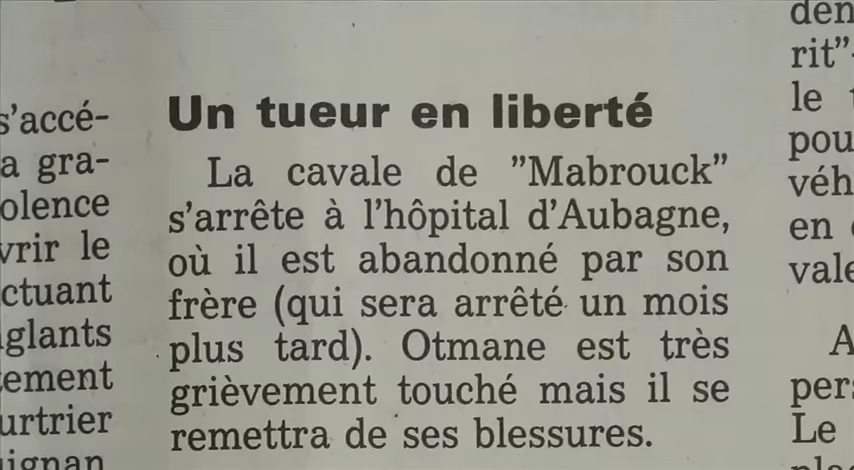 s'accé-
a gra-
olence
vrir le
ctuant
glants
ement
urtrier
ignan
Un tueur en liberté
La cavale de "Mabrouck"
s'arrête à l'hôpital d'Aubagne,
où il est abandonné par son
frère (qui sera arrêté un mois
plus tard). Otmane est très
grièvement touché mais il se
remettra de ses blessures.
den
rit"
le
pou
véh
en
vale
A
pers
Le